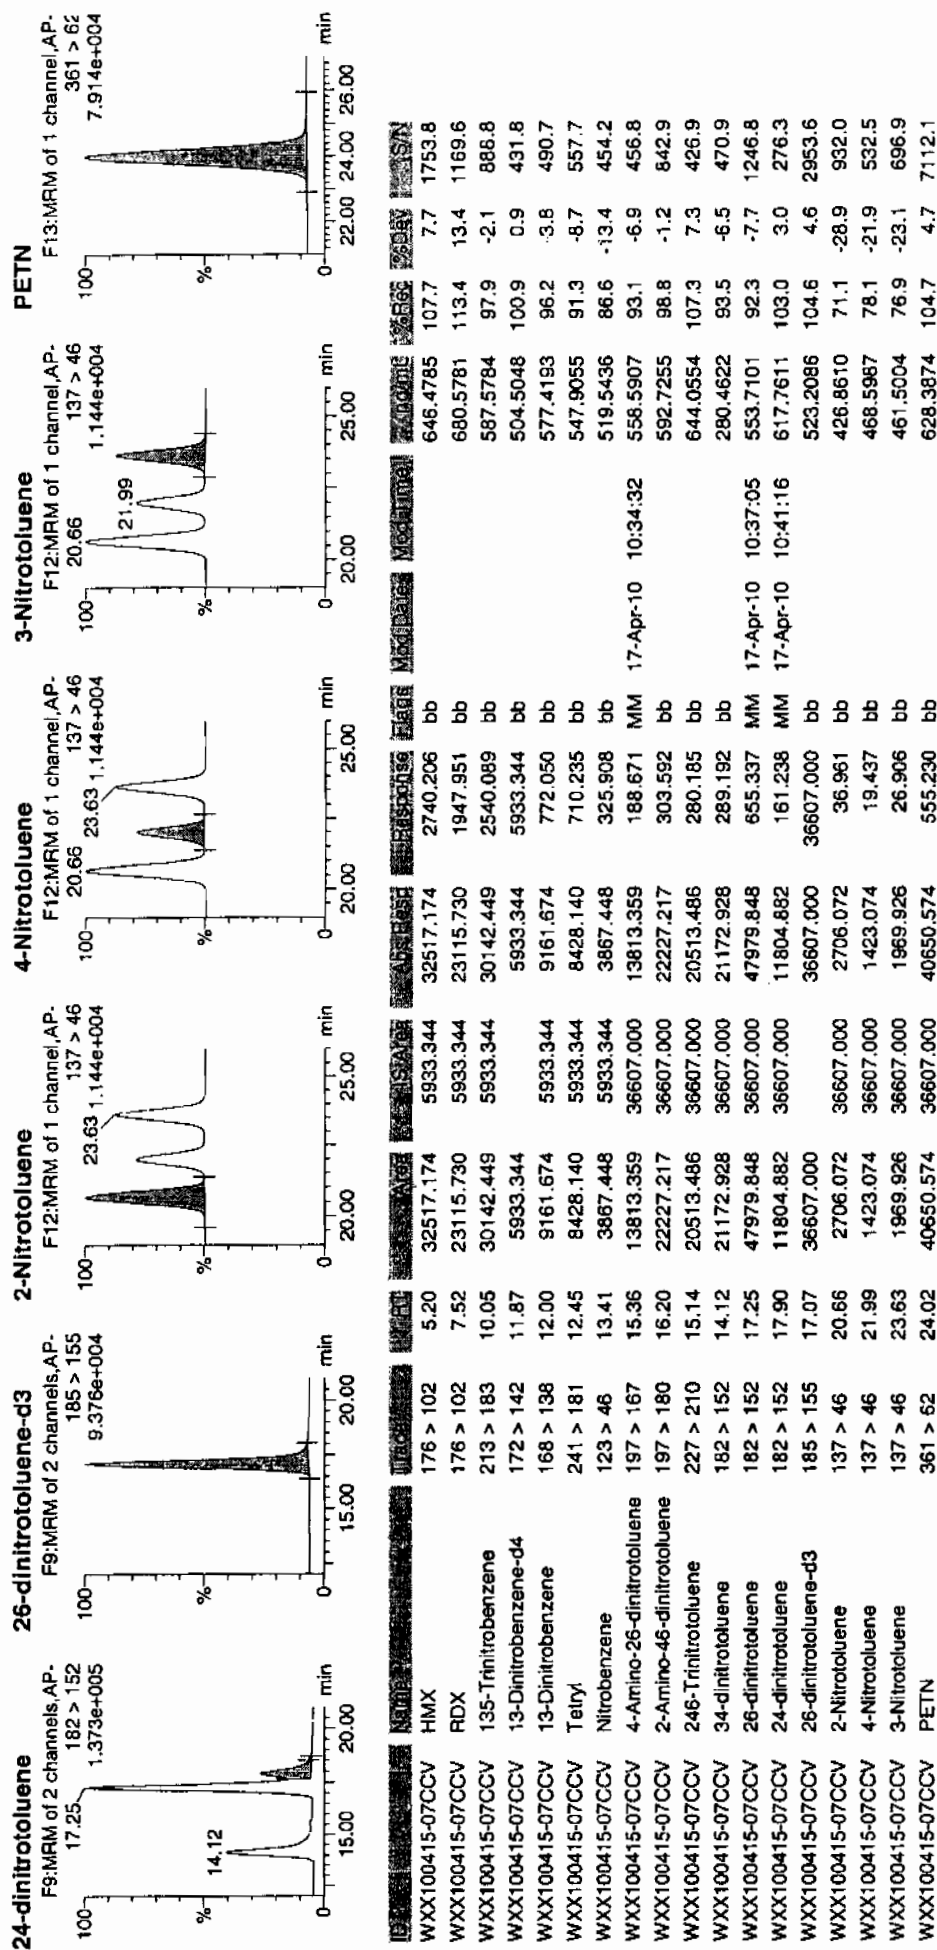 24-dinitrotoluene
F9:MRM of 2 channels,AP-
182 > 152
1.373e+005
17.25
14.12
100
%
0
15.00 20.00 min
26-dinitrotoluene-d3
F9:MRM of 2 channels,AP-
185 > 155
9.376e+004
100
%
0
15.00 20.00 min
2-Nitrotoluene
F12:MRM of 1 channel,AP-
137 > 46
1.144e+004
23.63
100
%
0
20.00 25.00 min
4-Nitrotoluene
F12:MRM of 1 channel,AP-
137 > 46
20.66
23.63 1.144e+004
100
%
0
20.00 25.00 min
3-Nitrotoluene
F12:MRM of 1 channel,AP-
137 > 46
20.66
1.144e+004
21.99
100
%
0
20.00 25.00 min
PETN
F13:MRM of 1 channel,AP-
361 > 62
7.914e+004
100
%
0
22.00 24.00 26.00 min
ID Name Trace RT Area IS Area Abs Resp Response Flags Mod Date Mod Time %Rec %Dev S/N
WXX100415-07CCV HMX 176 > 102 5.20 32517.174 5933.344 32517.174 2740.206 bb 646.4785 107.7 7.7 1753.8
WXX100415-07CCV RDX 176 > 102 7.52 23115.730 5933.344 23115.730 1947.951 bb 680.5781 113.4 13.4 1169.6
WXX100415-07CCV 135-Trinitrobenzene 213 > 183 10.05 30142.449 5933.344 30142.449 2540.089 bb 587.5784 97.9 -2.1 886.8
WXX100415-07CCV 13-Dinitrobenzene-d4 172 > 142 11.87 5933.344 5933.344 5933.344 bb 504.5048 100.9 0.9 431.8
WXX100415-07CCV 13-Dinitrobenzene 168 > 138 12.00 9161.674 5933.344 9161.674 772.050 bb 577.4193 96.2 -3.8 490.7
WXX100415-07CCV Tetryl 241 > 181 12.45 8428.140 5933.344 8428.140 710.235 bb 547.9055 91.3 -8.7 557.7
WXX100415-07CCV Nitrobenzene 123 > 46 13.41 3867.448 5933.344 3867.448 325.908 bb 519.5436 86.6 -13.4 454.2
WXX100415-07CCV 4-Amino-26-dinitrotoluene 197 > 167 15.36 13813.359 36607.000 13813.359 188.671 MM 17-Apr-10 10:34:32 558.5907 93.1 -6.9 456.8
WXX100415-07CCV 2-Amino-46-dinitrotoluene 197 > 180 16.20 22227.217 36607.000 22227.217 303.592 bb 592.7255 98.8 -1.2 842.9
WXX100415-07CCV 246-Trinitrotoluene 227 > 210 15.14 20513.486 36607.000 20513.486 280.185 bb 644.0554 107.3 7.3 426.9
WXX100415-07CCV 34-dinitrotoluene 182 > 152 14.12 21172.928 36607.000 21172.928 289.192 bb 280.4622 93.5 -6.5 470.9
WXX100415-07CCV 26-dinitrotoluene 182 > 152 17.25 47979.848 36607.000 47979.848 655.337 MM 17-Apr-10 10:37:05 553.7101 92.3 -7.7 1246.8
WXX100415-07CCV 24-dinitrotoluene 182 > 152 17.90 11804.882 36607.000 11804.882 161.238 MM 17-Apr-10 10:41:16 617.7611 103.0 3.0 276.3
WXX100415-07CCV 26-dinitrotoluene-d3 185 > 155 17.07 36607.000 36607.000 36607.000 bb 523.2086 104.6 4.6 2953.6
WXX100415-07CCV 2-Nitrotoluene 137 > 46 20.66 2706.072 36607.000 2706.072 36.961 bb 426.8610 71.1 -28.9 932.0
WXX100415-07CCV 4-Nitrotoluene 137 > 46 21.99 1423.074 36607.000 1423.074 19.437 bb 468.5987 78.1 -21.9 532.5
WXX100415-07CCV 3-Nitrotoluene 137 > 46 23.63 1969.926 36607.000 1969.926 26.906 bb 461.5004 76.9 -23.1 696.9
WXX100415-07CCV PETN 361 > 62 24.02 40650.574 36607.000 40650.574 555.230 bb 628.3874 104.7 4.7 7112.1